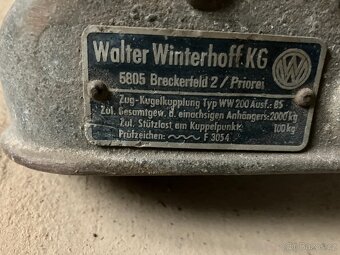 Walter Winterhoff.KG
5805 Breckerfeld 2/Priorei
Zug-Kugelkupplung Typ WW 200 Ausf.: B5
Zul. Gesamtgew. d. einachsigen Anhängers: 2000 kg
Zul. Stützlast am Kuppelpunkt: 100 kg
Prüfzeichen: F 3054